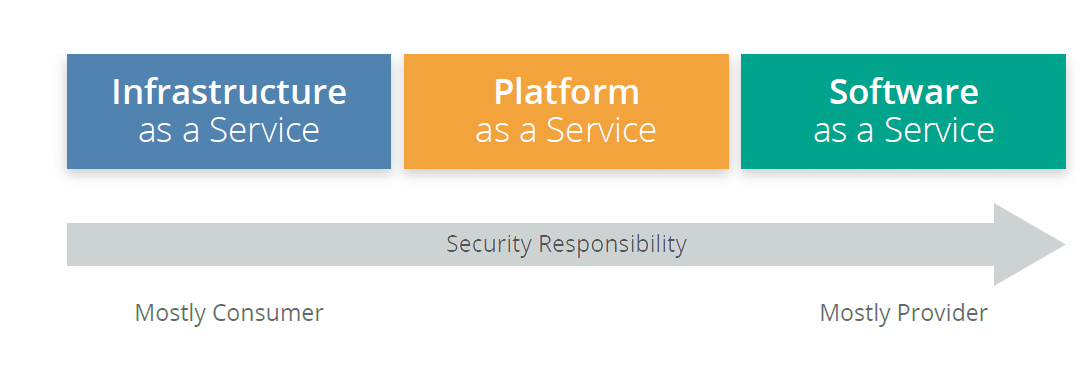 Infrastructure
as a Service
Platform
as a Service
Software
as a Service
Security Responsibility
Mostly Consumer
Mostly Provider